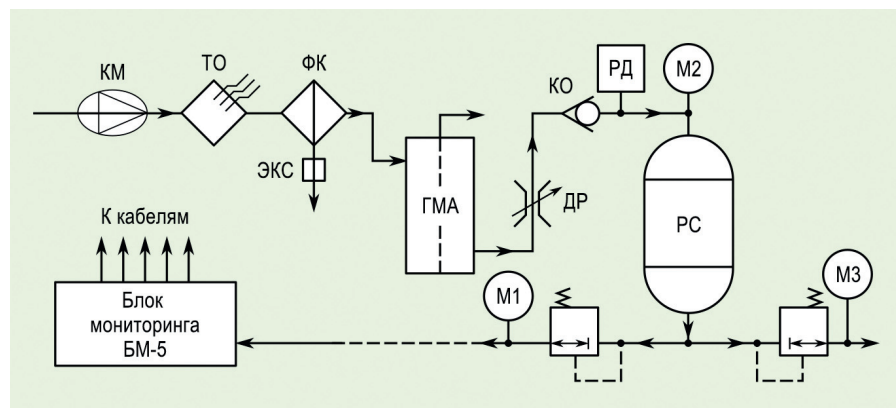 КМ
ТО
ФК
ЭКС
ГМА
ДР
КО
РД
М2
РС
М3
М1
К кабелям
Блок
мониторинга
БМ-5